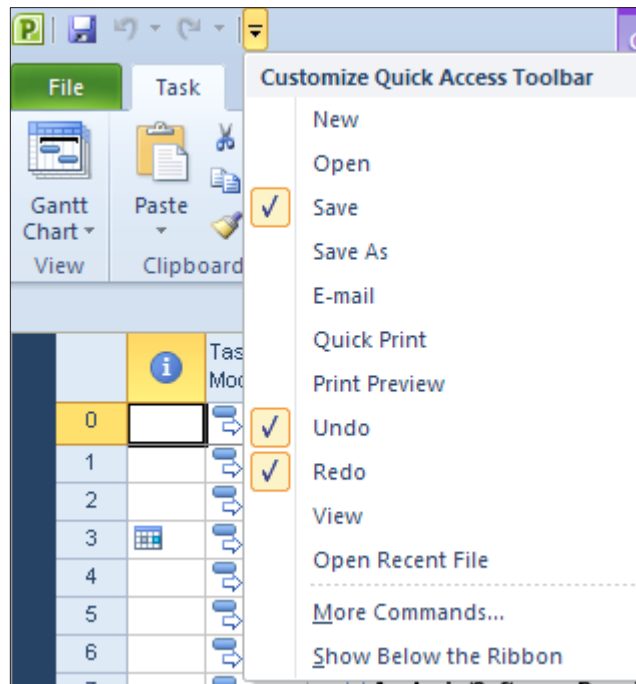 P
File
Task
Customize Quick Access Toolbar
New
Open
Save
Save As
E-mail
Quick Print
Print Preview
Undo
Redo
View
Open Recent File
More Commands...
Show Below the Ribbon
Gantt
Chart
Paste
View
Clipboard
0
1
2
3
4
5
6